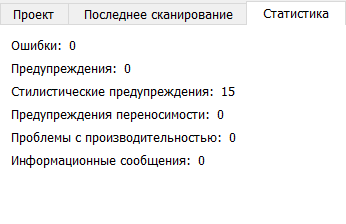 Проект Последнее сканирование Статистика
Ошибки: 0
Предупреждения: 0
Стилистические предупреждения: 15
Предупреждения переносимости: 0
Проблемы с производительностью: 0
Информационные сообщения: 0